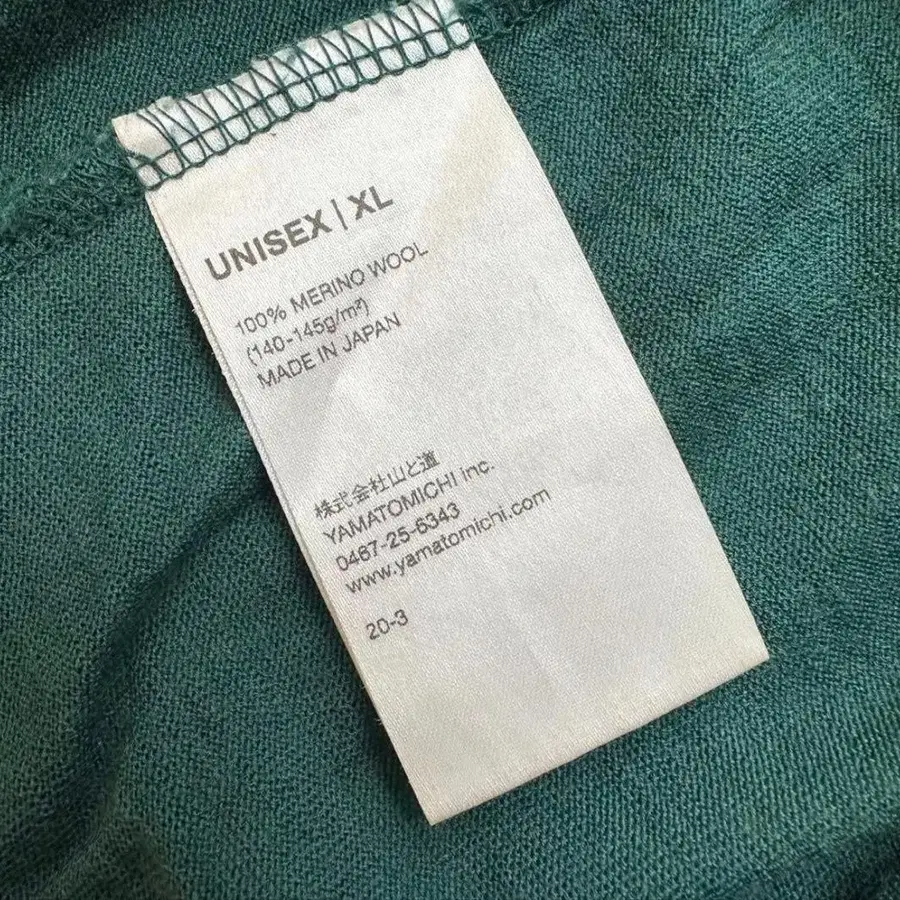 UNISEX | XL
100% MERINO WOOL
(140-145g/m²)
MADE IN JAPAN
株式会社山と道
YAMATOMICHI inc.
0467-25-6343
www.yamatomichi.com
20-3